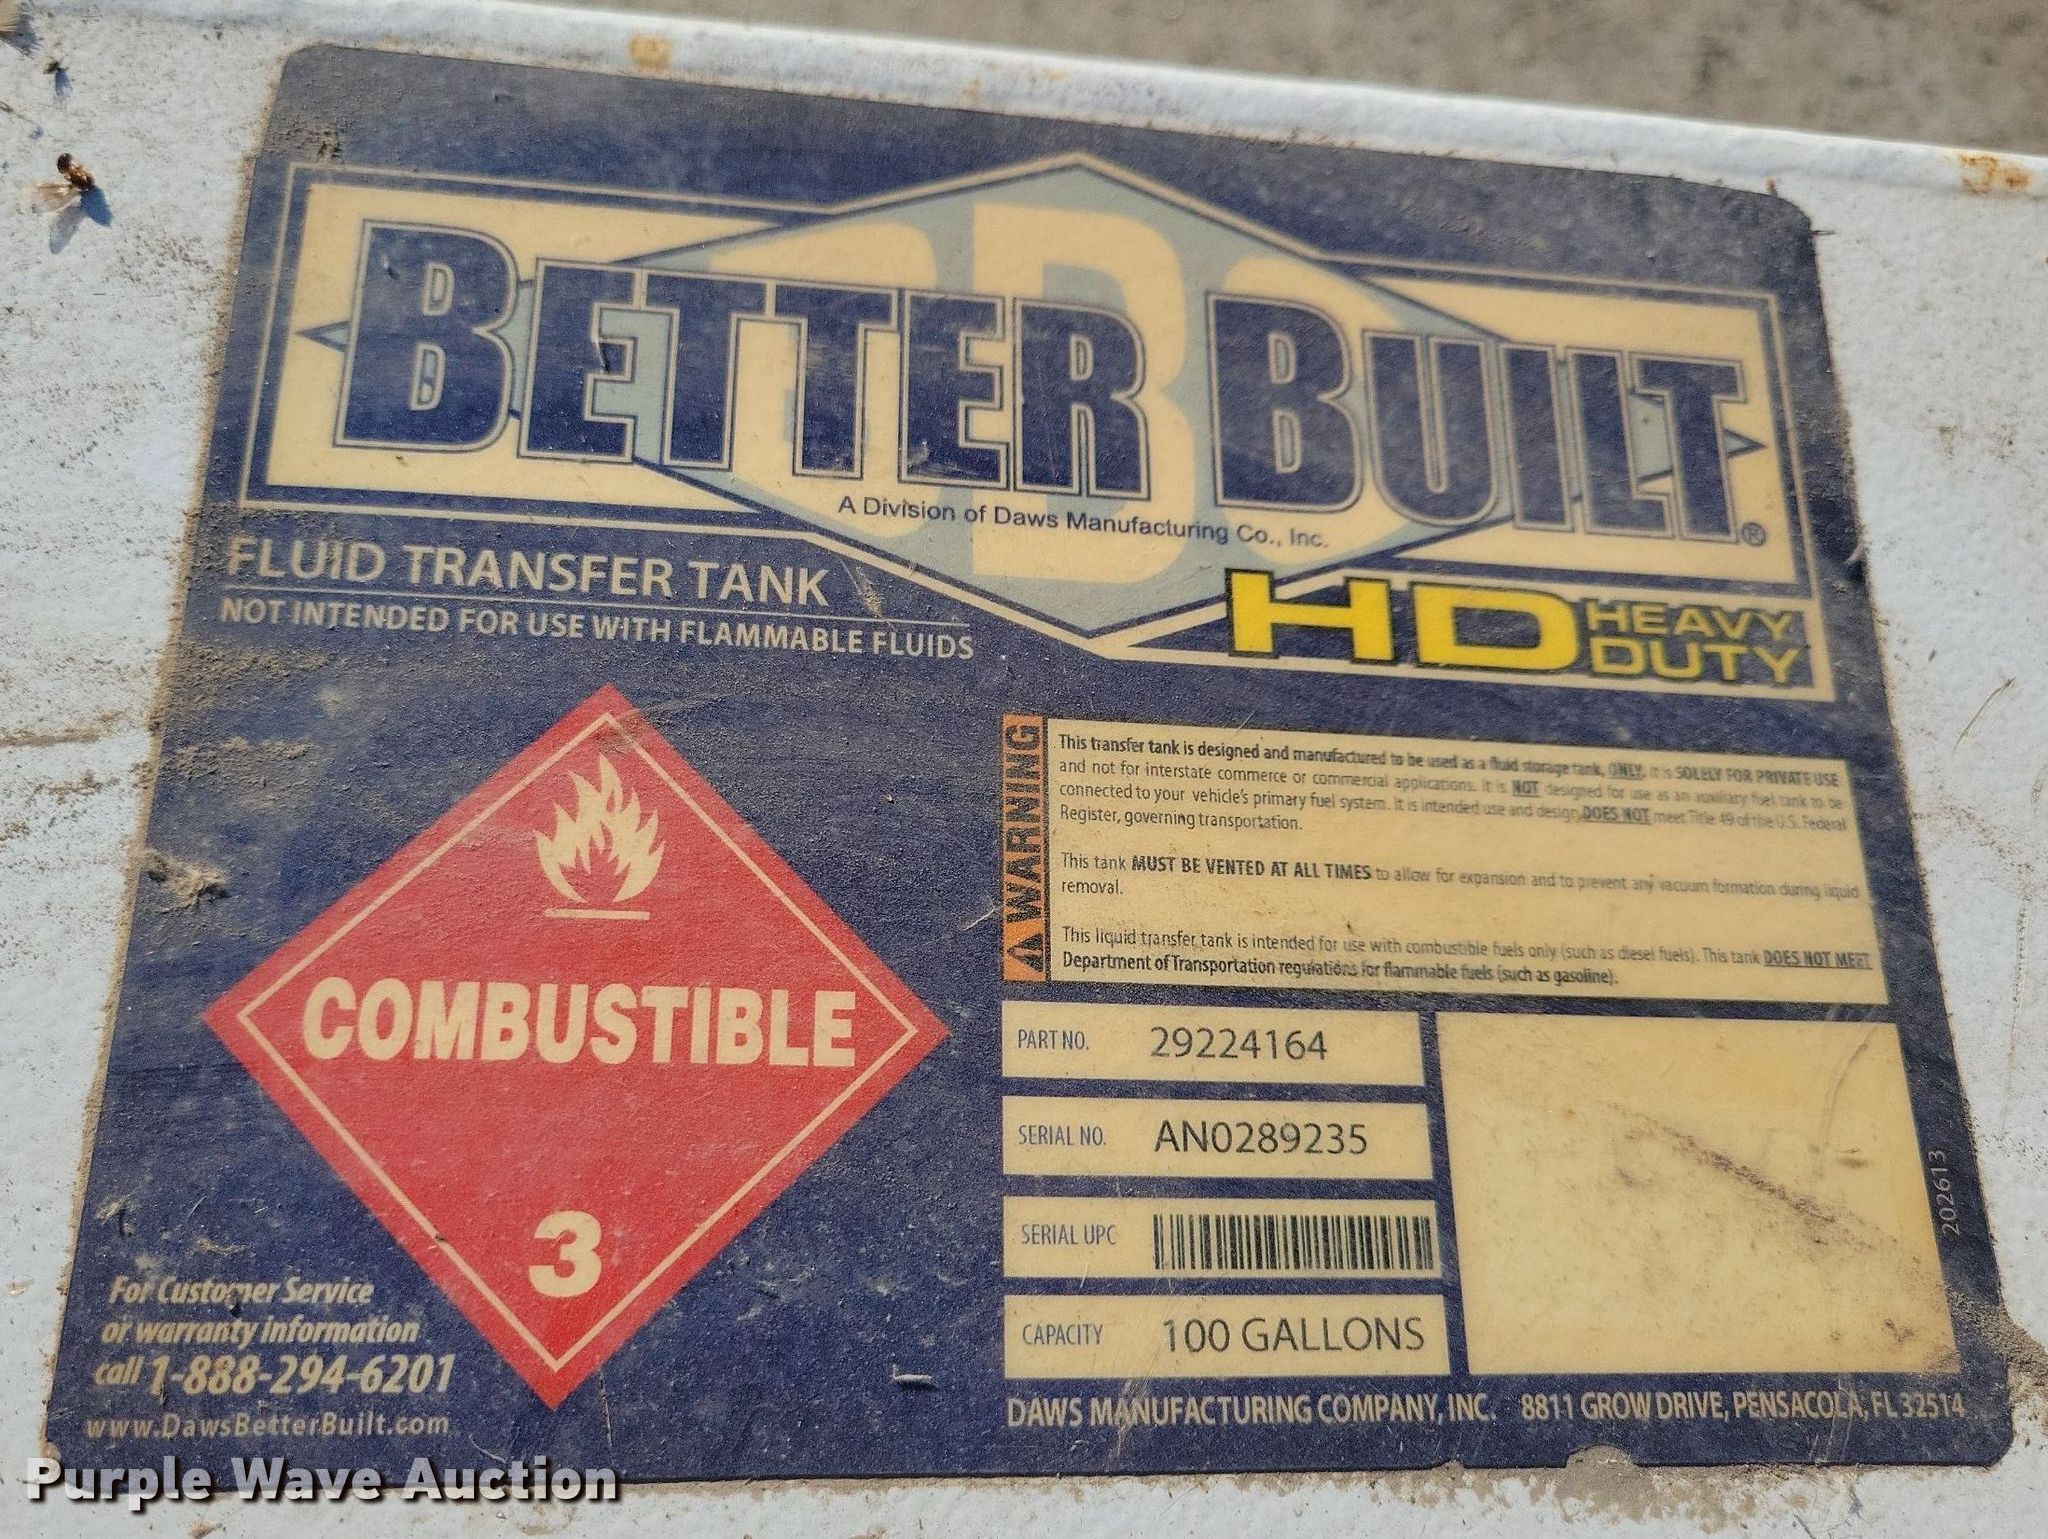 BETTER BUILT®
A Division of Daws Manufacturing Co., Inc.
FLUID TRANSFER TANK
NOT INTENDED FOR USE WITH FLAMMABLE FLUIDS
HD HEAVY
DUTY
COMBUSTIBLE
3
For Customer Service
or warranty information
call 1-888-294-6201
www.DawsBetterBuilt.com
WARNING
This transfer tank is designed and manufactured to be used as a fluid storage tank, ONLY. It is SOLELY FOR PRIVATE USE
and not for interstate commerce or commercial applications. It is NOT designed for use as an auxiliary fuel tank to be
connected to your vehicle's primary fuel system. It is intended use and design DOES NOT meet Title 49 of the U.S. Federal
Register, governing transportation.
This tank MUST BE VENTED AT ALL TIMES to allow for expansion and to prevent any vacuum formation during liquid
removal.
This liquid transfer tank is intended for use with combustible fuels only (such as diesel fuels). This tank DOES NOT MEET
Department of Transportation regulations for flammable fuels (such as gasoline).
PART NO. 29224164
SERIAL NO. AN0289235
SERIAL UPC
CAPACITY 100 GALLONS
202613
DAWS MANUFACTURING COMPANY, INC. 8811 GROW DRIVE, PENSACOLA, FL 32514
Purple Wave Auction